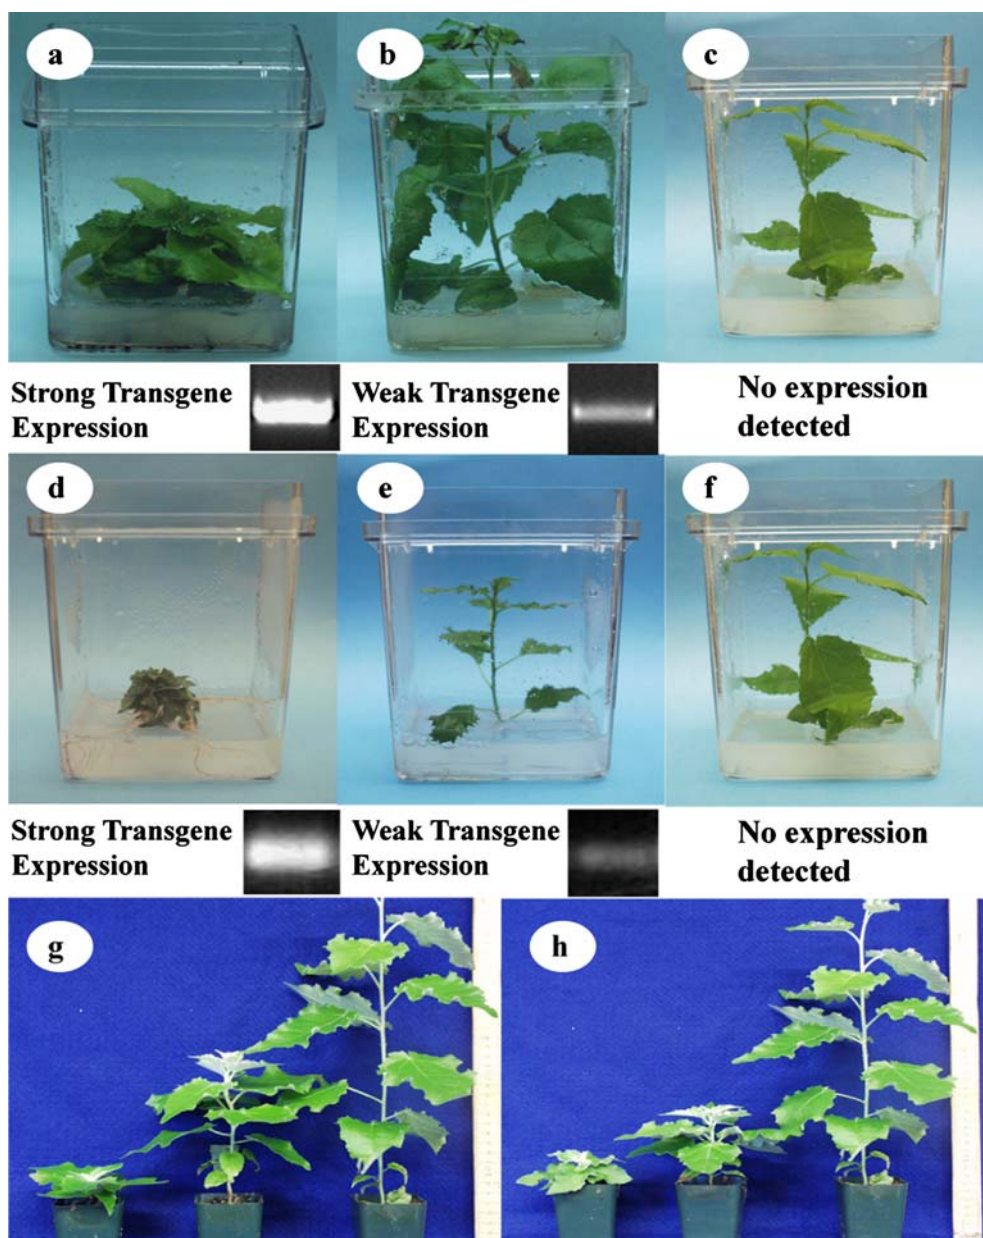 a
b
c
Strong Transgene
Expression
Weak Transgene
Expression
No expression
detected
d
e
f
Strong Transgene
Expression
Weak Transgene
Expression
No expression
detected
g
h